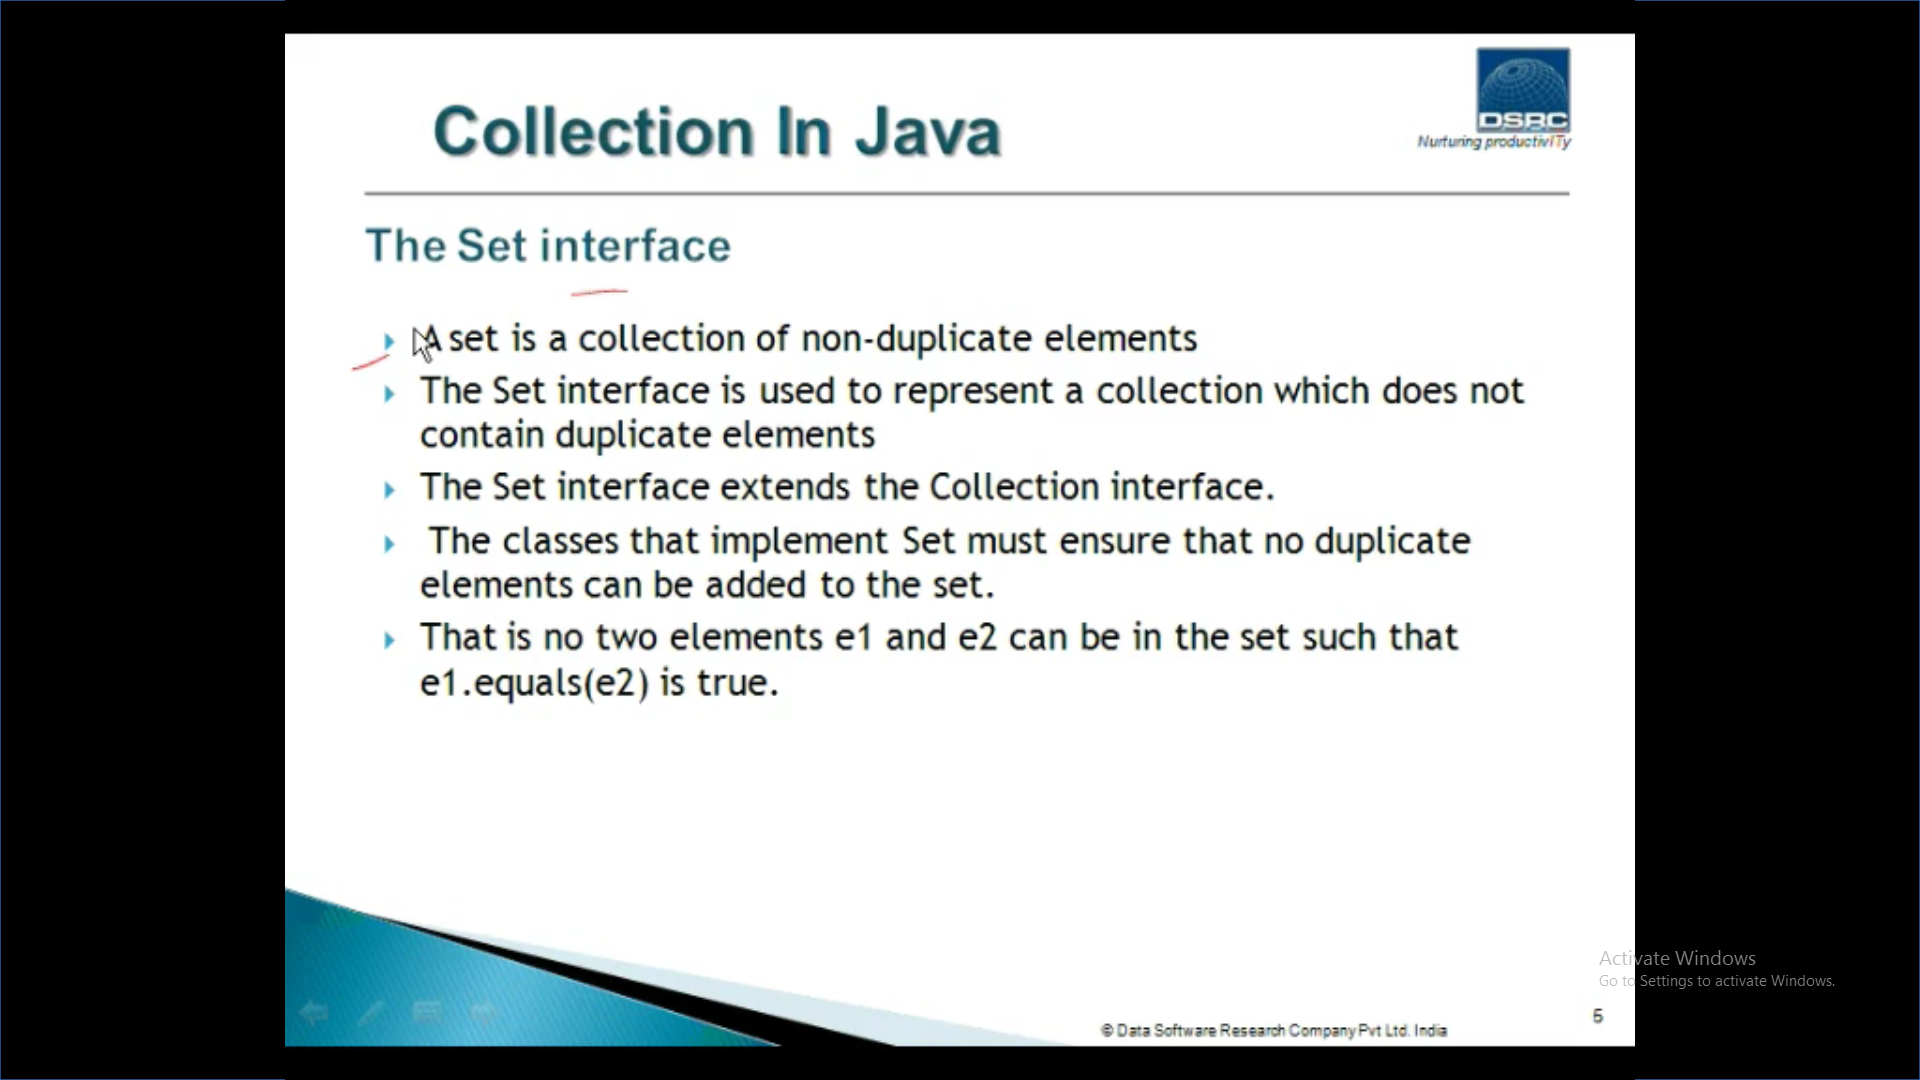 Collection In Java
DSRC
Nurturing productivITy
The Set interface
A set is a collection of non-duplicate elements
The Set interface is used to represent a collection which does not
contain duplicate elements
The Set interface extends the Collection interface.
The classes that implement Set must ensure that no duplicate
elements can be added to the set.
That is no two elements e1 and e2 can be in the set such that
e1.equals(e2) is true.
Activate Windows
Go to Settings to activate Windows.
5
© Data Software Research Company Pvt Ltd. India